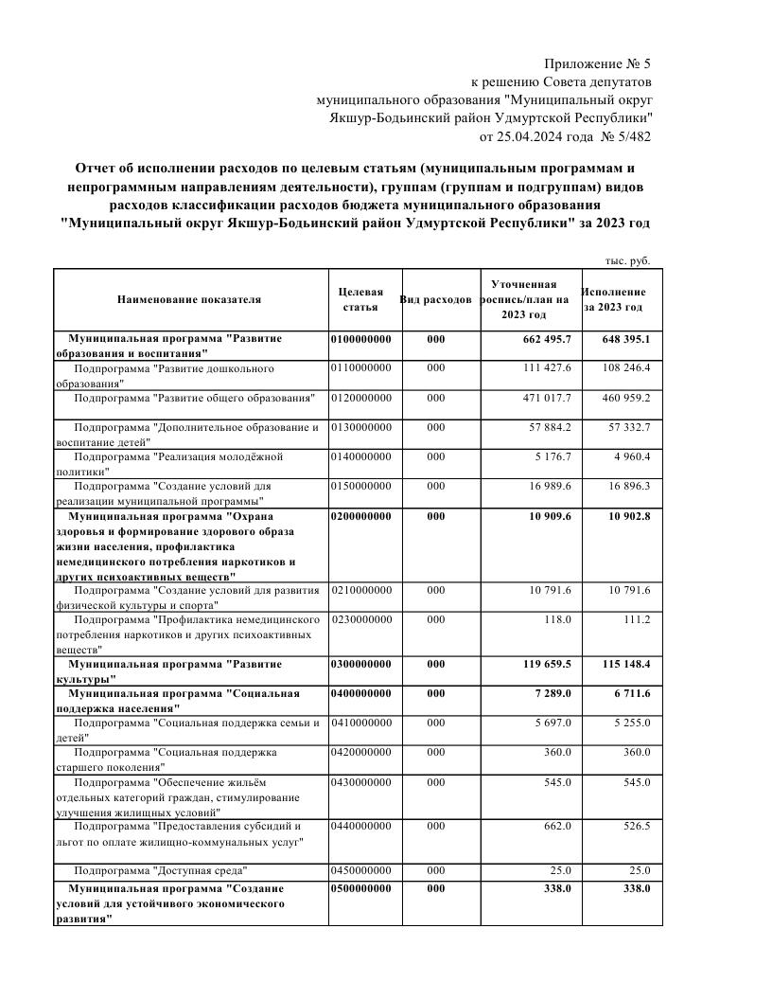 Приложение № 5
к решению Совета депутатов
муниципального образования "Муниципальный округ
Якшур-Бодьинский район Удмуртской Республики"
от 25.04.2024 года № 5/482
Отчет об исполнении расходов по целевым статьям (муниципальным программам и
непрограммным направлениям деятельности), группам (группам и подгруппам) видов
расходов классификации расходов бюджета муниципального образования
"Муниципальный округ Якшур-Бодьинский район Удмуртской Республики" за 2023 год
тыс. руб.
Наименование показателя
Целевая
статья
Вид расходов
Уточненная
роспись/план на
2023 год
Исполнение
за 2023 год
Муниципальная программа "Развитие 0100000000 000 662 495.7 648 395.1
образования и воспитания"
Подпрограмма "Развитие дошкольного 0110000000 000 111 427.6 108 246.4
образования"
Подпрограмма "Развитие общего образования" 0120000000 000 471 017.7 460 959.2
Подпрограмма "Дополнительное образование и 0130000000 000 57 884.2 57 332.7
воспитание детей"
Подпрограмма "Реализация молодёжной 0140000000 000 5 176.7 4 960.4
политики"
Подпрограмма "Создание условий для 0150000000 000 16 989.6 16 896.3
реализации муниципальной программы"
Муниципальная программа "Охрана 0200000000 000 10 909.6 10 902.8
здоровья и формирование здорового образа
жизни населения, профилактика
немедицинского потребления наркотиков и
других психоактивных веществ"
Подпрограмма "Создание условий для развития 0210000000 000 10 791.6 10 791.6
физической культуры и спорта"
Подпрограмма "Профилактика немедицинского 0230000000 000 118.0 111.2
потребления наркотиков и других психоактивных
веществ"
Муниципальная программа "Развитие 0300000000 000 119 659.5 115 148.4
культуры"
Муниципальная программа "Социальная 0400000000 000 7 289.0 6 711.6
поддержка населения"
Подпрограмма "Социальная поддержка семьи и 0410000000 000 5 697.0 5 255.0
детей"
Подпрограмма "Социальная поддержка 0420000000 000 360.0 360.0
старшего поколения"
Подпрограмма "Обеспечение жильём 0430000000 000 545.0 545.0
отдельных категорий граждан, стимулирование
улучшения жилищных условий"
Подпрограмма "Предоставления субсидий и 0440000000 000 662.0 526.5
льгот по оплате жилищно-коммунальных услуг"
Подпрограмма "Доступная среда" 0450000000 000 25.0 25.0
Муниципальная программа "Создание 0500000000 000 338.0 338.0
условий для устойчивого экономического
развития"